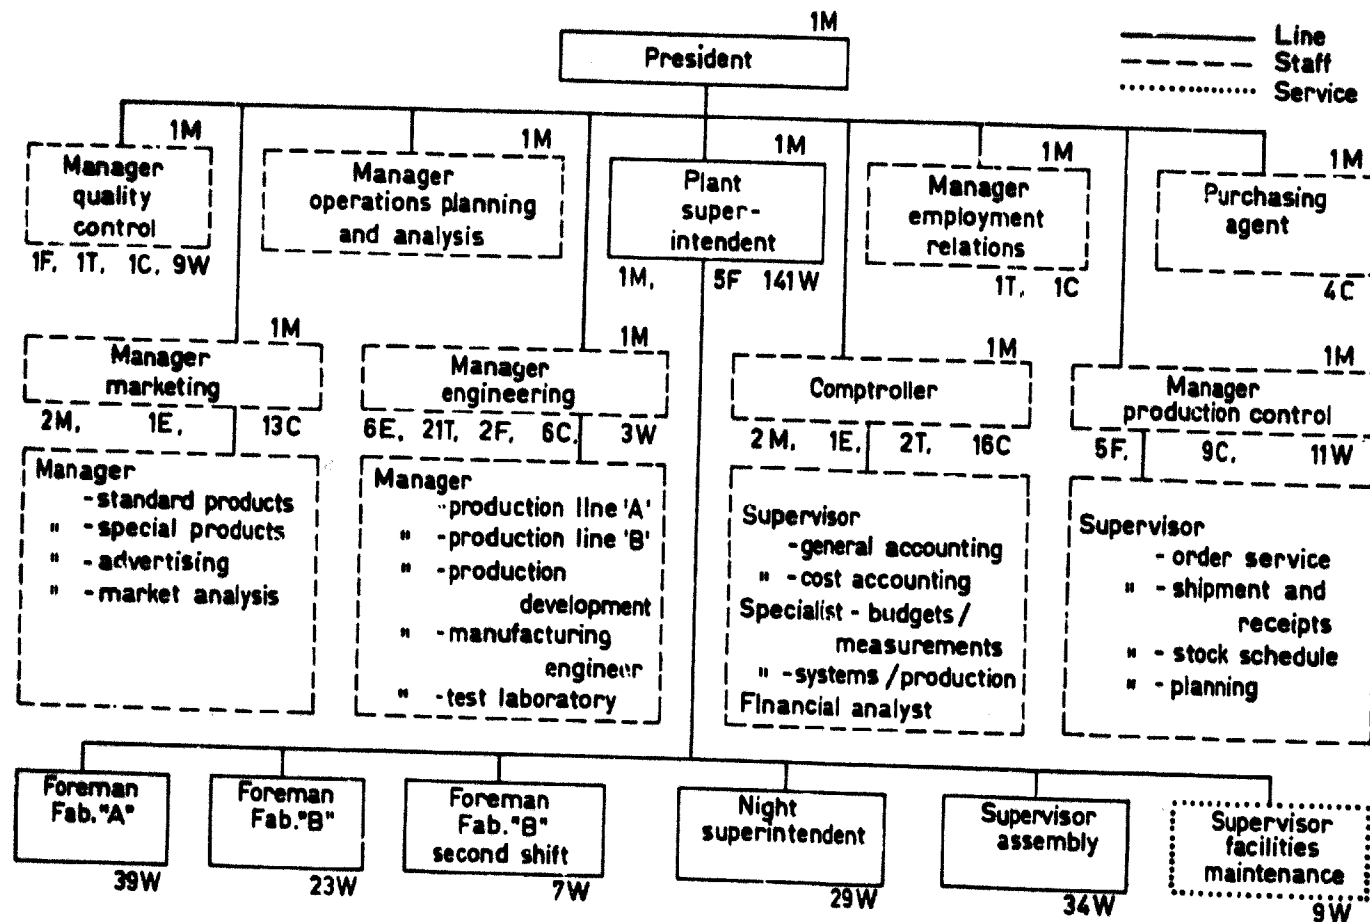 1M
President
Line
Staff
Service
1M
Manager
quality
control
1F, 1T, 1C, 9W
1M
Manager
operations planning
and analysis
1M
Plant
super-
intendent
1M, 5F 141W
1M
Manager
employment
relations
1T, 1C
1M
Purchasing
agent
4C
1M
Manager
marketing
2M, 1E, 13C
1M
Manager
engineering
6E, 21T, 2F, 6C, 3W
1M
Comptroller
2M, 1E, 2T, 16C
1M
Manager
production control
5F, 9C, 11W
Manager
-standard products
" -special products
" -advertising
" -market analysis
Manager
-production line 'A'
" -production line 'B'
" -production
development
" -manufacturing
engineer
" -test laboratory
Supervisor
-general accounting
" -cost accounting
Specialist - budgets/
measurements
" -systems/production
Financial analyst
Supervisor
- order service
" - shipment and
receipts
" - stock schedule
" - planning
Foreman
Fab."A"
39W
Foreman
Fab."B"
23W
Foreman
Fab."B"
second shift
7W
Night
superintendent
29W
Supervisor
assembly
34W
Supervisor
facilities
maintenance
9W